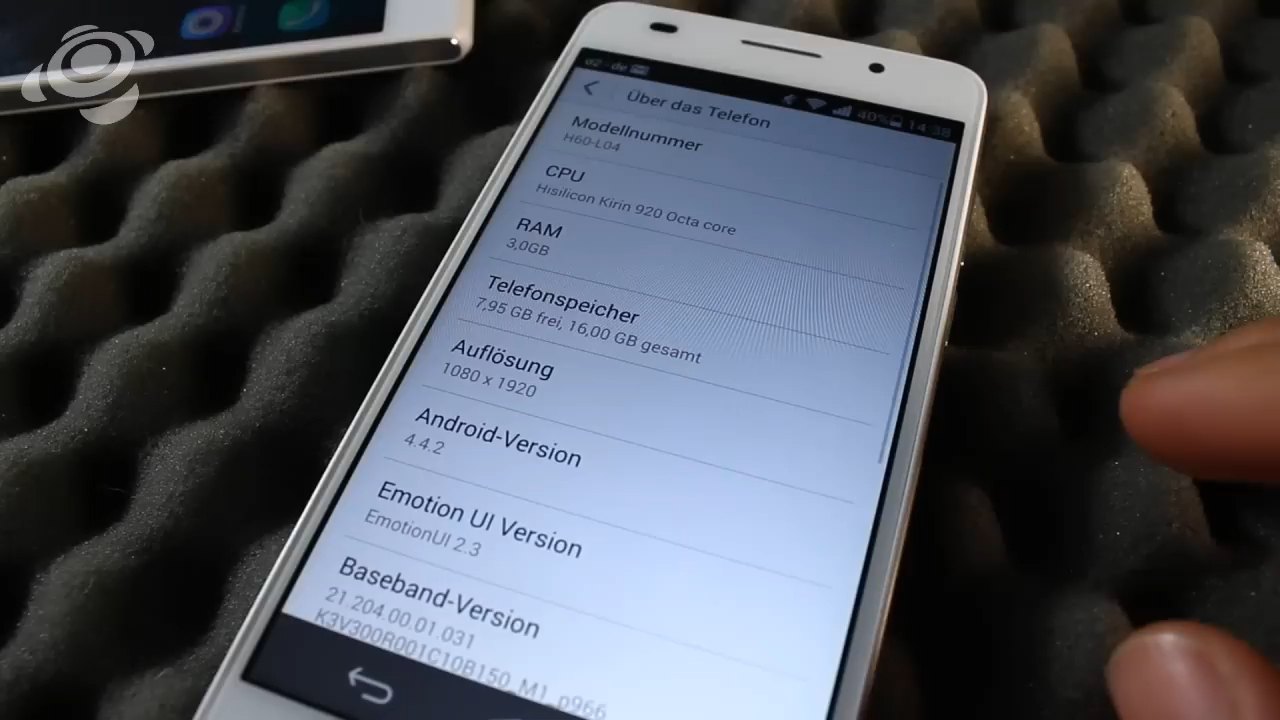 o2 - de
40% 14:38
Über das Telefon
Modellnummer
H60-L04
CPU
Hisilicon Kirin 920 Octa core
RAM
3,0GB
Telefonspeicher
7,95 GB frei, 16,00 GB gesamt
Auflösung
1080 x 1920
Android-Version
4.4.2
Emotion UI Version
EmotionUI 2.3
Baseband-Version
21.204.00.01.031
K3V300R001C10B150_M1_p966